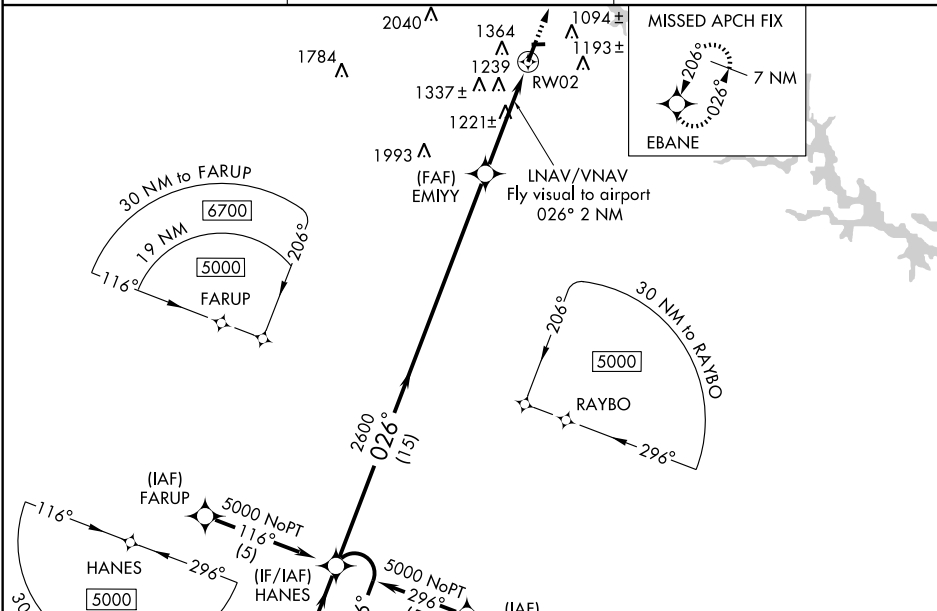 2040
1094±
1364
1193±
1784
1239
RW02
1337±
1221±
1993
MISSED APCH FIX
206°
026°
7 NM
EBANE
(FAF)
EMIYY
LNAV/VNAV
Fly visual to airport
026° 2 NM
30 NM to FARUP
6700
19 NM
206°
5000
116°
FARUP
30 NM to RAYBO
206°
5000
RAYBO
296°
2600
026°
(15)
(IAF)
FARUP
5000 NoPT
116°
(5)
116°
HANES
296°
5000
30
(IF/IAF)
HANES
5000 NoPT
296°
(IAF)